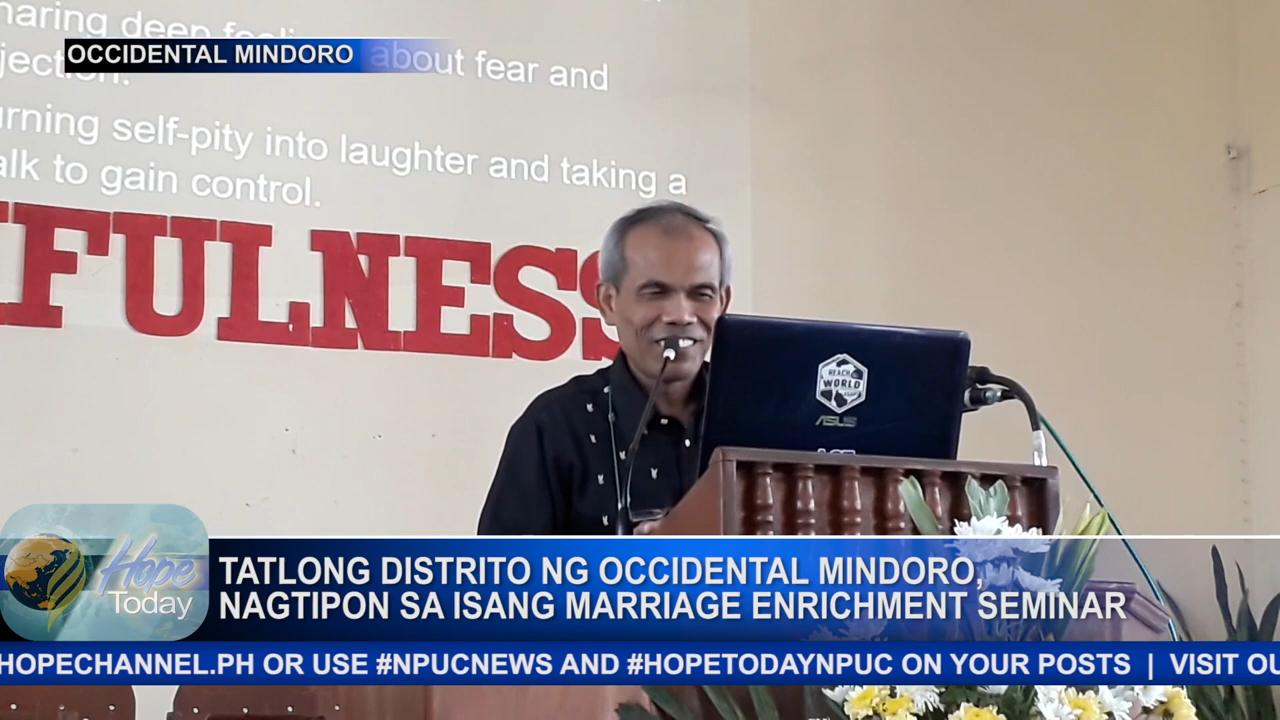 haring deep about fear and
OCCIDENTAL MINDORO
jection.
urning self-pity into laughter and taking a
alk to gain control.
FULNESS
REACH
WORLD
ASUS
Hope
Today
TATLONG DISTRITO NG OCCIDENTAL MINDORO,
NAGTIPON SA ISANG MARRIAGE ENRICHMENT SEMINAR
HOPECHANNEL.PH OR USE #NPUCNEWS AND #HOPETODAYNPUC ON YOUR POSTS | VISIT OU